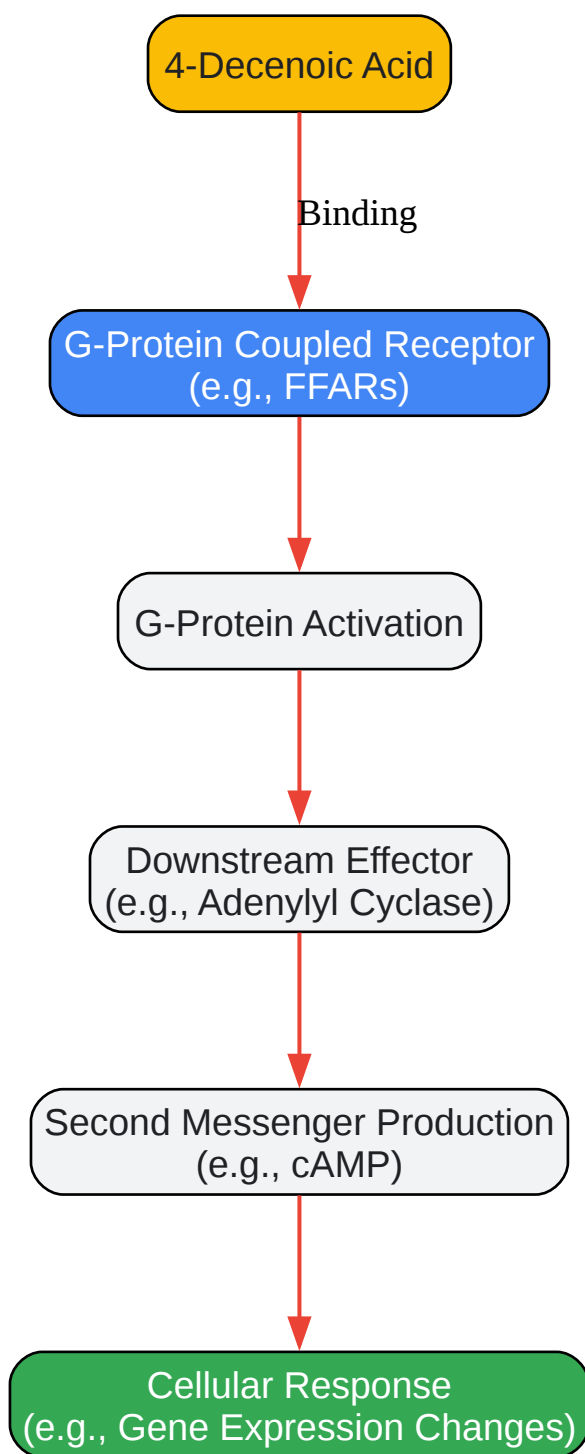 4-Decenoic Acid
Binding
G-Protein Coupled Receptor
(e.g., FFARs)
G-Protein Activation
Downstream Effector
(e.g., Adenylyl Cyclase)
Second Messenger Production
(e.g., cAMP)
Cellular Response
(e.g., Gene Expression Changes)